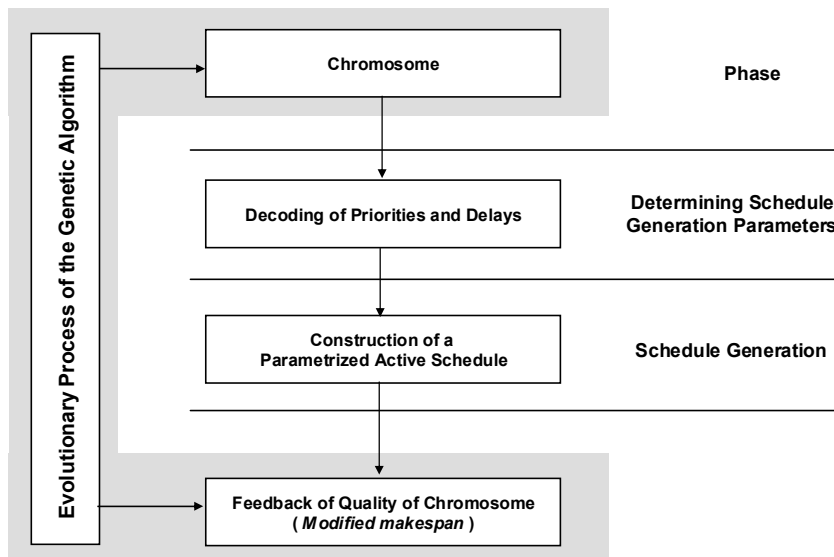 Evolutionary Process of the Genetic Algorithm
Chromosome
Phase
Decoding of Priorities and Delays
Determining Schedule
Generation Parameters
Construction of a
Parametrized Active Schedule
Schedule Generation
Feedback of Quality of Chromosome
( Modified makespan )